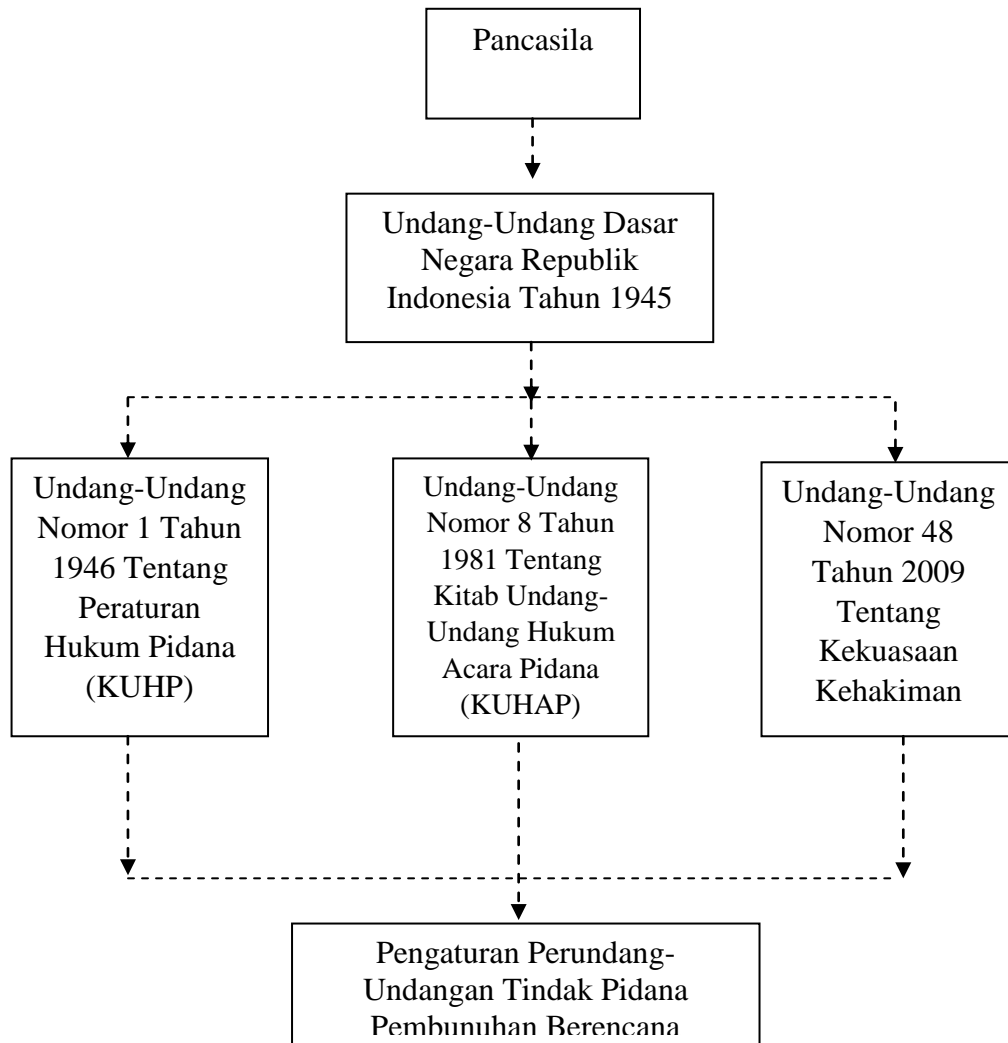 Pancasila
Undang-Undang Dasar
Negara Republik
Indonesia Tahun 1945
Undang-Undang
Nomor 1 Tahun
1946 Tentang
Peraturan
Hukum Pidana
(KUHP)
Undang-Undang
Nomor 8 Tahun
1981 Tentang
Kitab Undang-
Undang Hukum
Acara Pidana
(KUHAP)
Undang-Undang
Nomor 48
Tahun 2009
Tentang
Kekuasaan
Kehakiman
Pengaturan Perundang-
Undangan Tindak Pidana
Pembunuhan Berencana